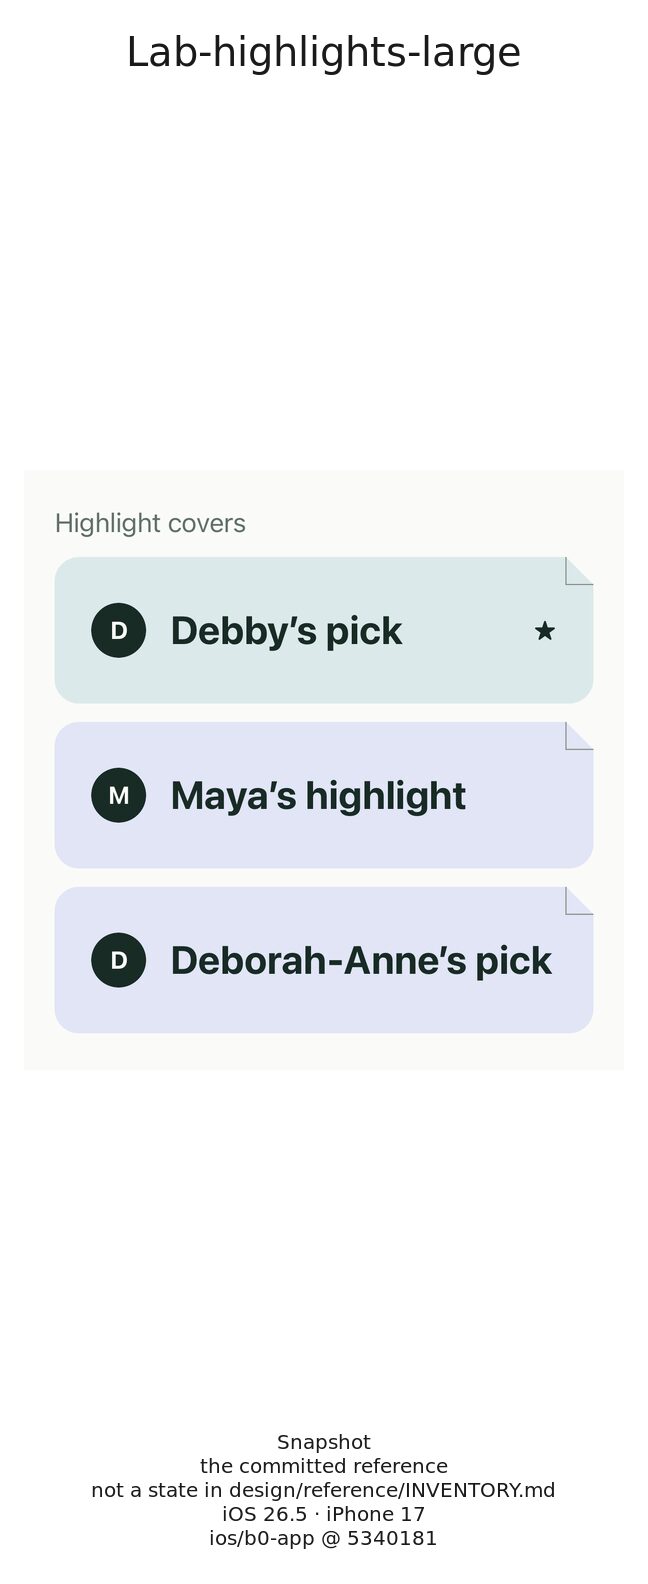 Lab-highlights-large
Highlight covers
D Debby’s pick ★
M Maya’s highlight
D Deborah-Anne’s pick
Snapshot
the committed reference
not a state in design/reference/INVENTORY.md
iOS 26.5 · iPhone 17
ios/b0-app @ 5340181